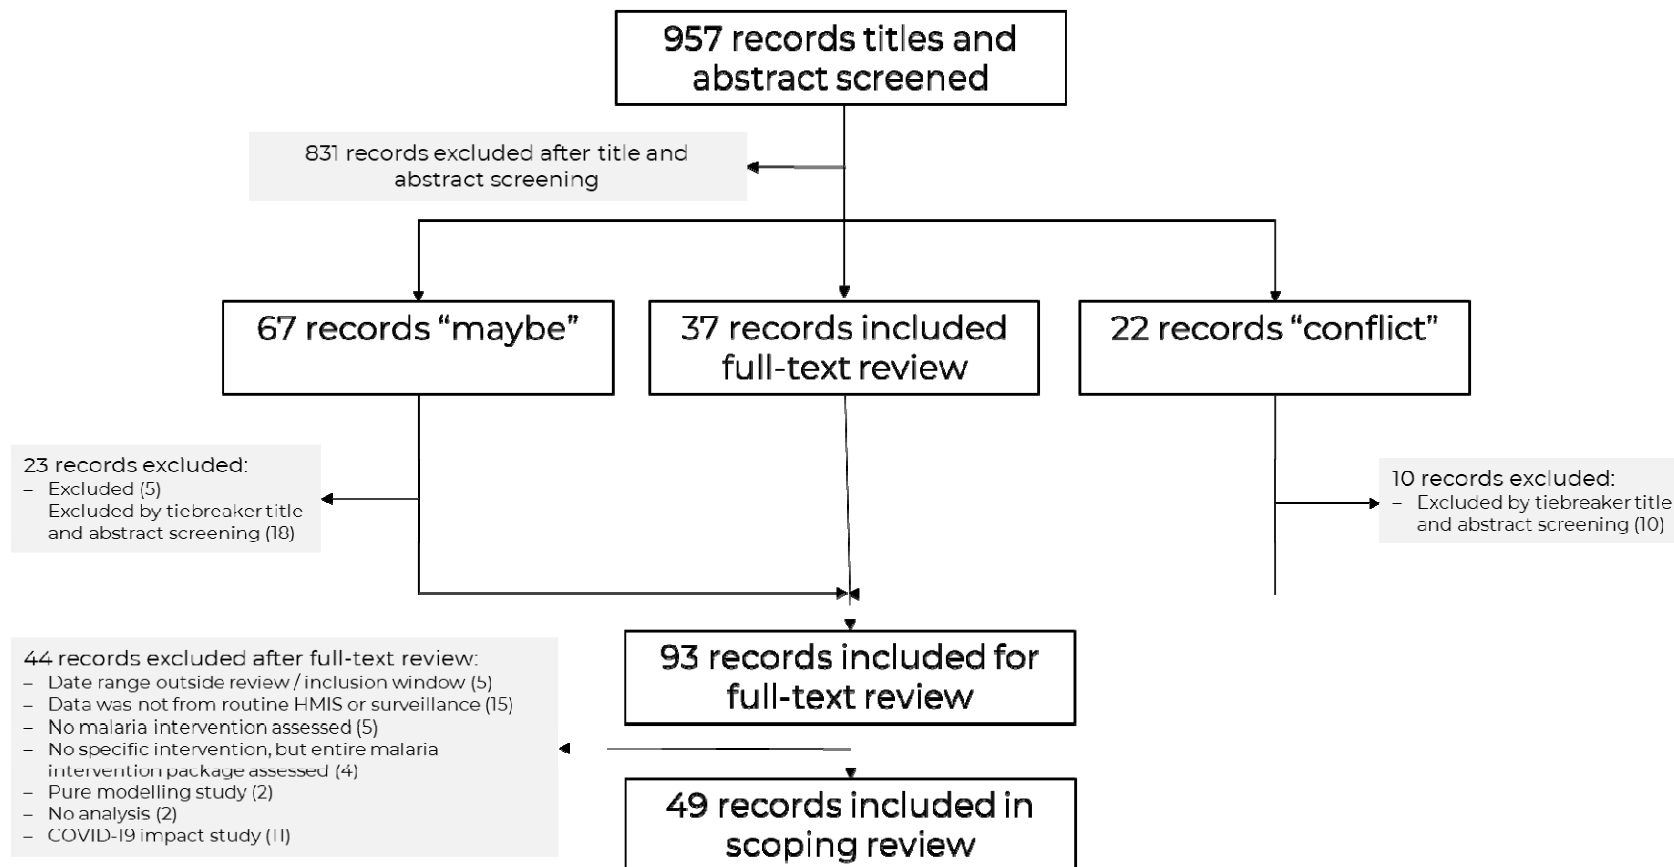 957 records titles and
abstract screened
831 records excluded after title and
abstract screening
67 records “maybe”
37 records included
full-text review
22 records “conflict”
23 records excluded:
– Excluded (5)
Excluded by tiebreaker title
and abstract screening (18)
10 records excluded:
– Excluded by tiebreaker title
and abstract screening (10)
93 records included for
full-text review
44 records excluded after full-text review:
– Date range outside review / inclusion window (5)
– Data was not from routine HMIS or surveillance (15)
– No malaria intervention assessed (5)
– No specific intervention, but entire malaria
intervention package assessed (4)
– Pure modelling study (2)
– No analysis (2)
– COVID-19 impact study (11)
49 records included in
scoping review